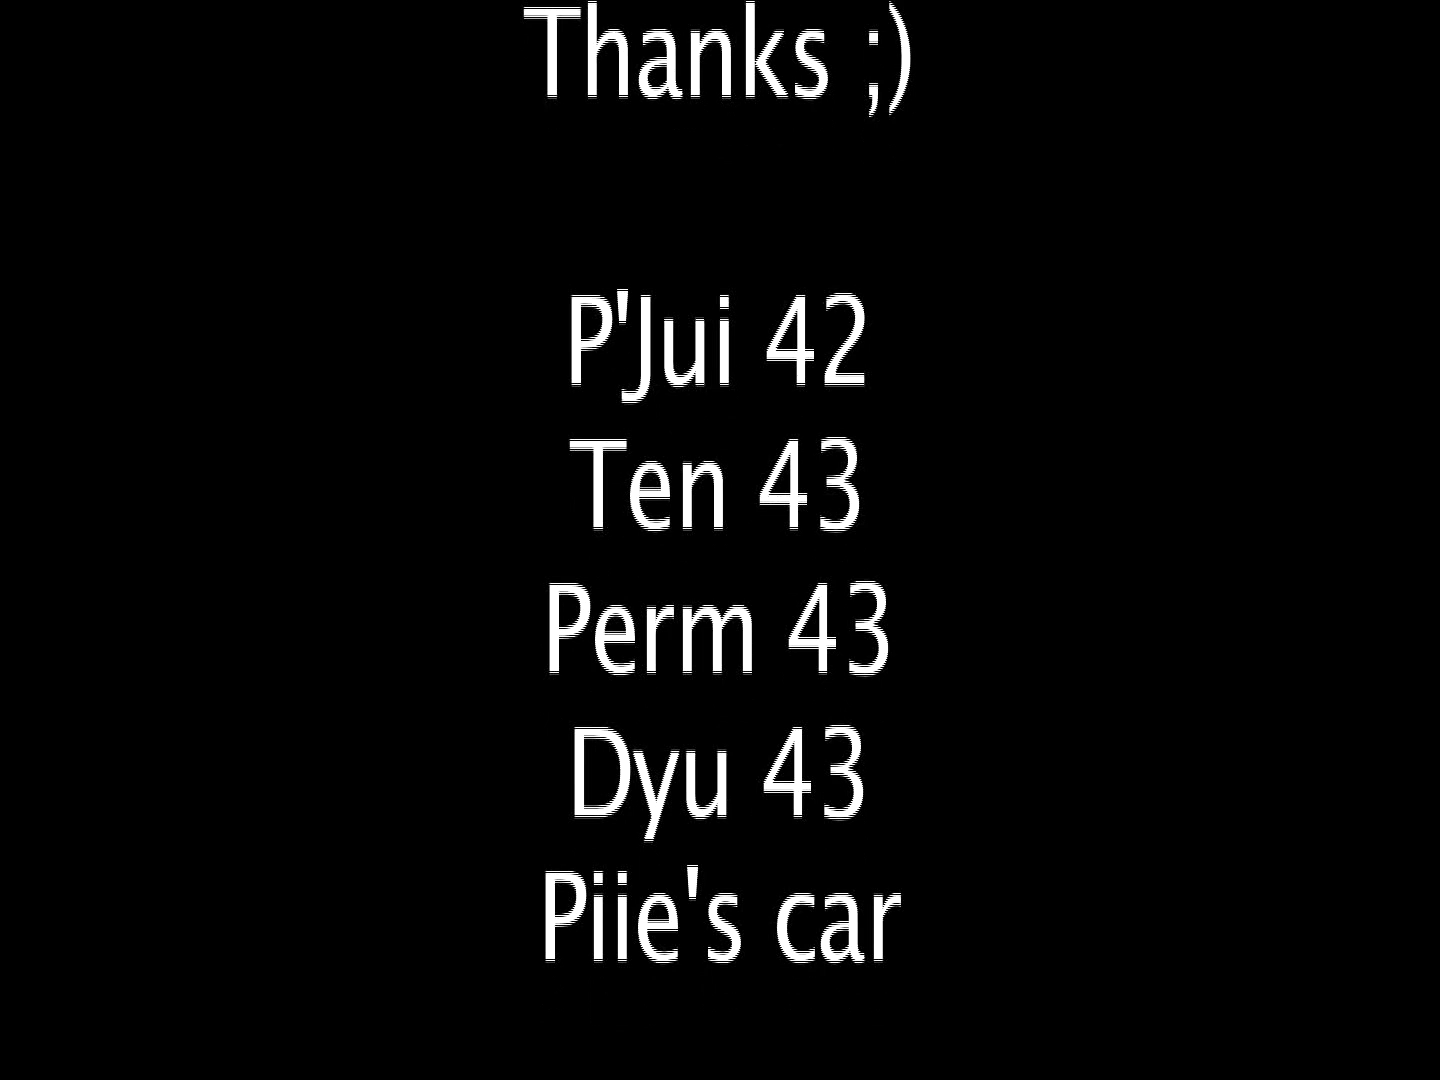 Thanks ;)
P'Jui 42
Ten 43
Perm 43
Dyu 43
Piie's car